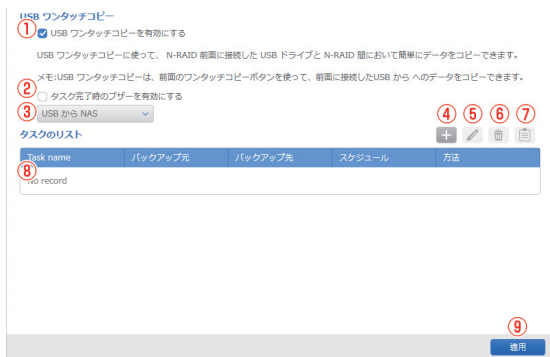 USB ワンタッチコピー
① USB ワンタッチコピーを有効にする
USB ワンタッチコピーに使って、 N-RAID 前面に接続した USB ドライブと N-RAID 間において簡単にデータをコピーできます。
メモ:USB ワンタッチコピーは、前面のワンタッチコピーボタンを使って、前面に接続したUSB から へのデータをコピーできます。
② タスク完了時のブザーを有効にする
③ USB から NAS
④ ⑤ ⑥ ⑦
タスクのリスト
Task name バックアップ元 バックアップ先 スケジュール 方法
⑧
No record
⑨
適用